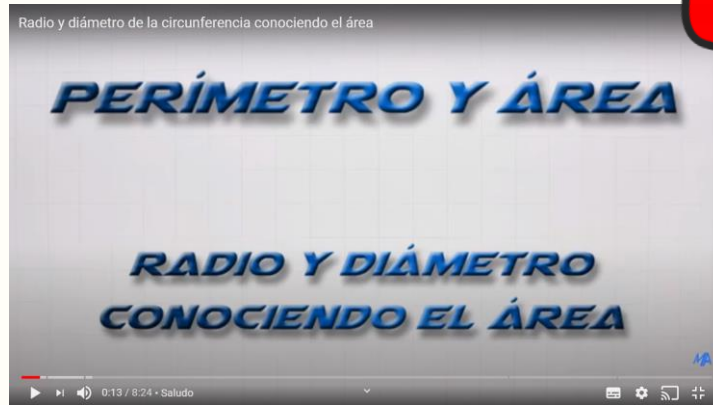 Radio y diámetro de la circunferencia conociendo el área
PERÍMETRO Y ÁREA
RADIO Y DIÁMETRO
CONOCIENDO EL ÁREA
MA
0:13 / 8:24 • Saludo